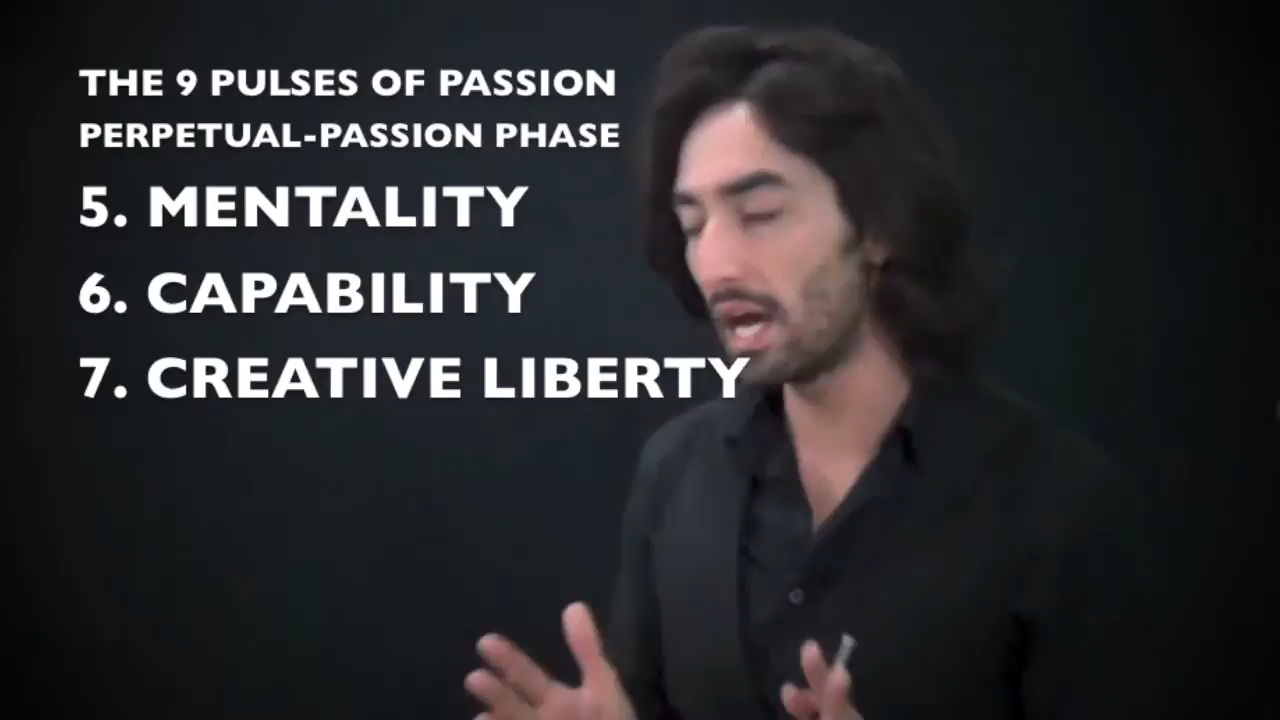 THE 9 PULSES OF PASSION
PERPETUAL-PASSION PHASE
5. MENTALITY
6. CAPABILITY
7. CREATIVE LIBERTY